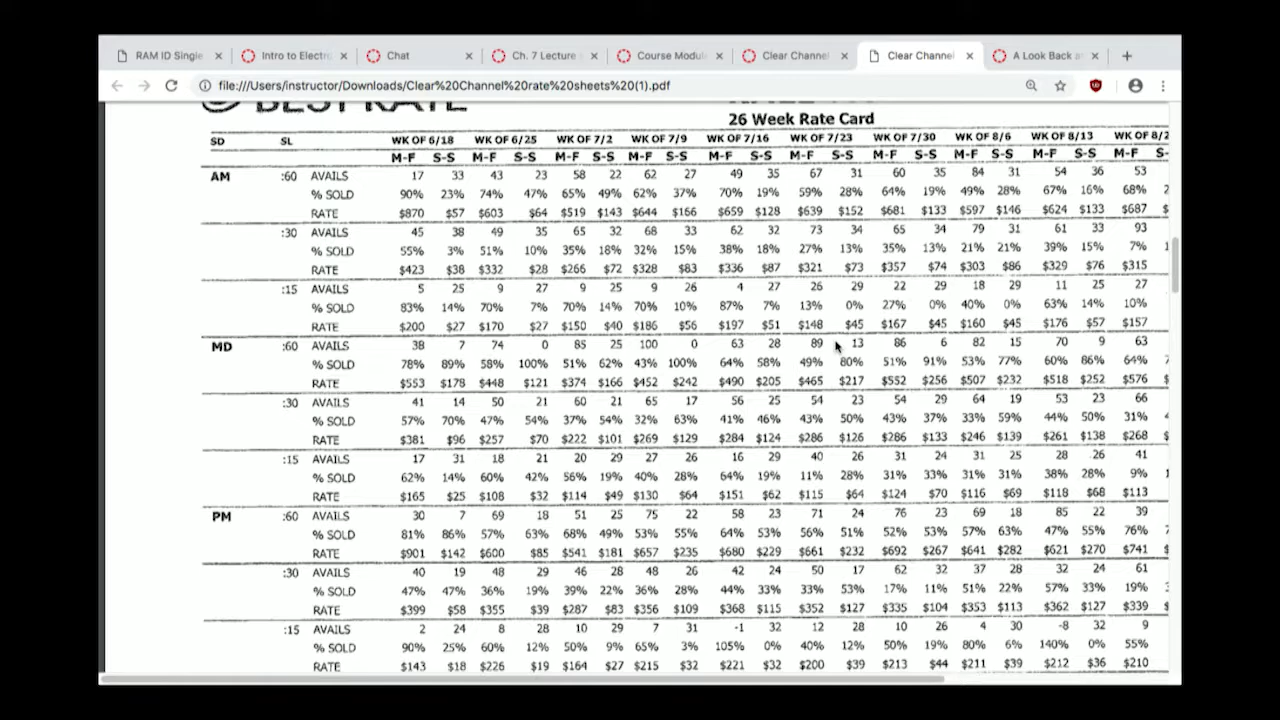 RAM ID Single
Intro to Electr
Chat
Ch. 7 Lecture
Course Modul
Clear Channel
Clear Channel
A Look Back a
file:///Users/instructor/Downloads/Clear%20Channel%20rate%20sheets%20(1).pdf
BEST RATE
26 Week Rate Card
SD SL WK OF 6/18 WK OF 6/25 WK OF 7/2 WK OF 7/9 WK OF 7/16 WK OF 7/23 WK OF 7/30 WK OF 8/6 WK OF 8/13 WK OF 8/2
M-F S-S M-F S-S M-F S-S M-F S-S M-F S-S M-F S-S M-F S-S M-F S-S M-F S-S M-F S-
AM :60 AVAILS 17 33 43 23 58 22 62 27 49 35 67 31 60 35 84 31 54 36 53
% SOLD 90% 23% 74% 47% 65% 49% 62% 37% 70% 19% 59% 28% 64% 19% 49% 28% 67% 16% 68% 2
RATE $870 $57 $603 $64 $519 $143 $644 $166 $659 $128 $639 $152 $681 $133 $597 $146 $624 $133 $687 $
:30 AVAILS 45 38 49 35 65 32 68 33 62 32 73 34 65 34 79 31 61 33 93
% SOLD 55% 3% 51% 10% 35% 18% 32% 15% 38% 18% 27% 13% 35% 13% 21% 21% 39% 15% 7% 1
RATE $423 $38 $332 $28 $266 $72 $328 $83 $336 $87 $321 $73 $357 $74 $303 $86 $329 $76 $315
:15 AVAILS 5 25 9 27 9 25 9 26 4 27 26 29 22 29 18 29 11 25 27
% SOLD 83% 14% 70% 7% 70% 14% 70% 10% 87% 7% 13% 0% 27% 0% 40% 0% 63% 14% 10%
RATE $200 $27 $170 $27 $150 $40 $186 $56 $197 $51 $148 $45 $167 $45 $160 $45 $176 $57 $157
MD :60 AVAILS 38 7 74 0 85 25 100 0 63 28 89 13 86 6 82 15 70 9 63
% SOLD 78% 89% 58% 100% 51% 62% 43% 100% 64% 58% 49% 80% 51% 91% 53% 77% 60% 86% 64% 7
RATE $553 $178 $448 $121 $374 $166 $452 $242 $490 $205 $465 $217 $552 $256 $507 $232 $518 $252 $576 $
:30 AVAILS 41 14 50 21 60 21 65 17 56 25 54 23 54 29 64 19 53 23 66
% SOLD 57% 70% 47% 54% 37% 54% 32% 63% 41% 46% 43% 50% 43% 37% 33% 59% 44% 50% 31% 4
RATE $381 $96 $257 $70 $222 $101 $269 $129 $284 $124 $286 $126 $286 $133 $246 $139 $261 $138 $268 $
:15 AVAILS 17 31 18 21 20 29 27 26 16 29 40 26 31 24 31 25 28 26 41
% SOLD 62% 14% 60% 42% 56% 19% 40% 28% 64% 19% 11% 28% 31% 33% 31% 31% 38% 28% 9% 1
RATE $165 $25 $108 $32 $114 $49 $130 $64 $151 $62 $115 $64 $124 $70 $116 $69 $118 $68 $113
PM :60 AVAILS 30 7 69 18 51 25 75 22 58 23 71 24 76 23 69 18 85 22 39
% SOLD 81% 86% 57% 63% 68% 49% 53% 55% 64% 53% 56% 51% 52% 53% 57% 63% 47% 55% 76% 7
RATE $901 $142 $600 $85 $541 $181 $657 $235 $680 $229 $661 $232 $692 $267 $641 $282 $621 $270 $741 $
:30 AVAILS 40 19 48 29 46 28 48 26 42 24 50 17 62 32 37 28 32 24 61
% SOLD 47% 47% 36% 19% 39% 22% 36% 28% 44% 33% 33% 53% 17% 11% 51% 22% 57% 33% 19% 3
RATE $399 $58 $355 $39 $287 $83 $356 $109 $368 $115 $352 $127 $335 $104 $353 $113 $362 $127 $339 $
:15 AVAILS 2 24 8 28 10 29 7 31 -1 32 12 28 10 26 4 30 -8 32 9
% SOLD 90% 25% 60% 12% 50% 9% 65% 3% 105% 0% 40% 12% 50% 19% 80% 6% 140% 0% 55%
RATE $143 $18 $226 $19 $164 $27 $215 $32 $221 $32 $200 $39 $213 $44 $211 $39 $212 $36 $210